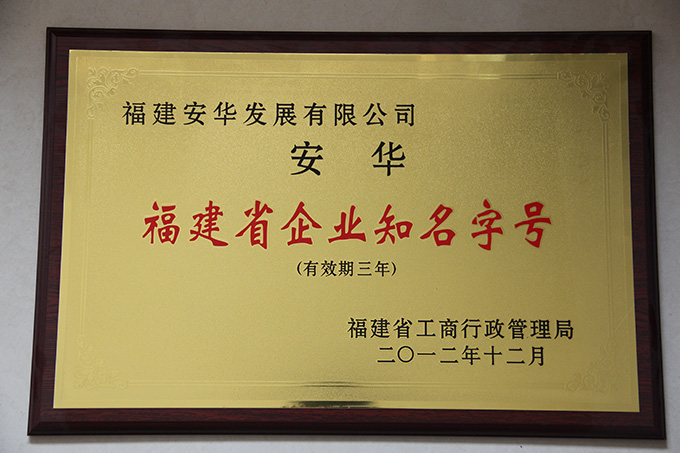 福建安华发展有限公司
安 华
福建省企业知名字号
(有效期三年)
福建省工商行政管理局
二〇一二年十二月